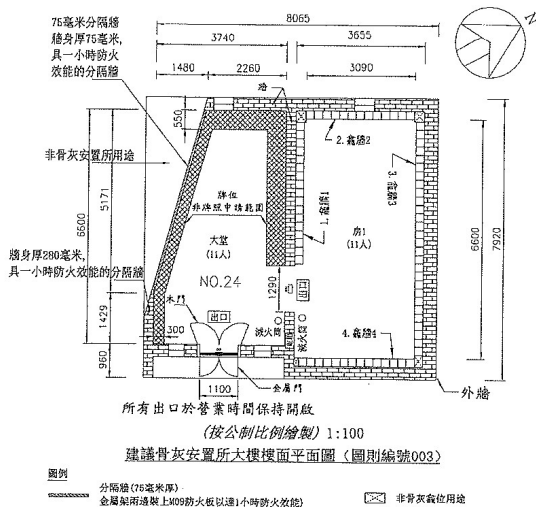 75毫米分隔牆
牆身厚75毫米,
具一小時防火
效能的分隔牆
8065
3740
3655
1480
2260
3090
N
550
2. 龕牆2
1. 龕牆1
3. 龕牆3
非骨灰安置所用途
5171
6600
牌位
非牌照申請範圍
大堂
(11人)
NO.24
房1
(11人)
6600
7920
牆身厚280毫米,
具一小時防火效能的分隔牆
1290
出口
木門
出口
滅火筒
滅火筒
1429
300
4. 龕牆4
960
1100
金屬門
外牆
所有出口於營業時間保持開啟
(按公制比例繪製) 1:100
建議骨灰安置所大樓樓面平面圖 (圖則編號003)
圖例
分隔牆(75毫米厚)
金屬架兩邊裝上M09防火板以達1小時防火效能)
非骨灰龕位用途